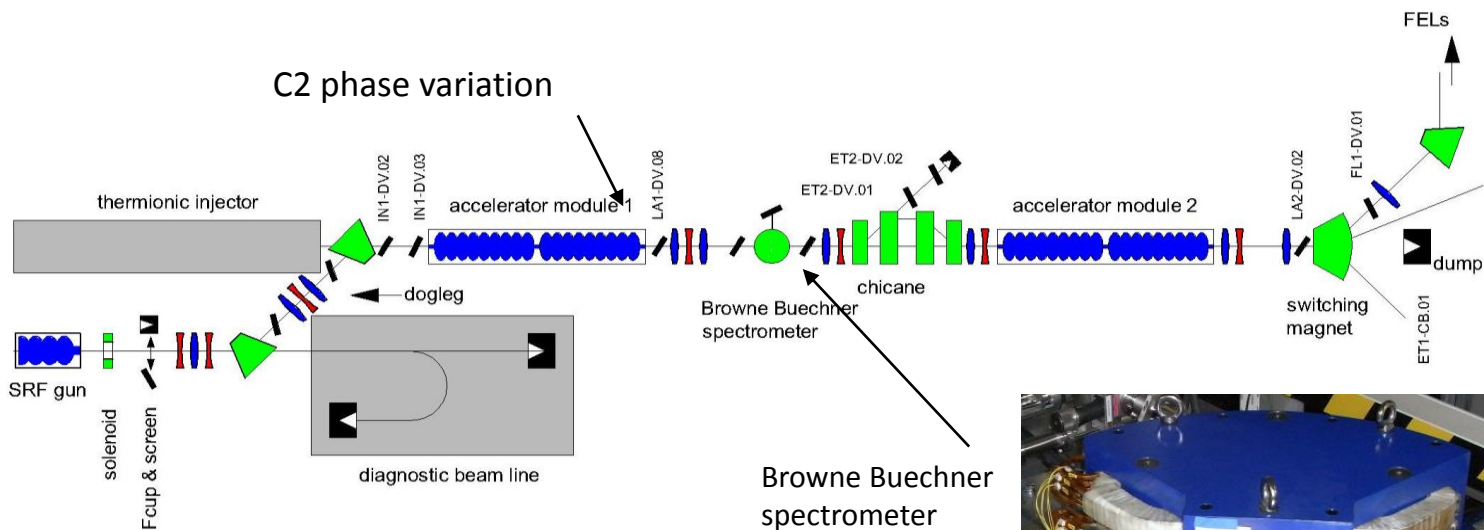 FELs
C2 phase variation
IN1-DV.02
IN1-DV.03
LA1-DV.08
ET2-DV.02
ET2-DV.01
LA2-DV.02
FL1-DV.01
thermionic injector
accelerator module 1
accelerator module 2
dump
dogleg
chicane
Browne Buechner
spectrometer
switching
magnet
ET1-CB.01
SRF gun
solenoid
Fcup & screen
diagnostic beam line
Browne Buechner
spectrometer